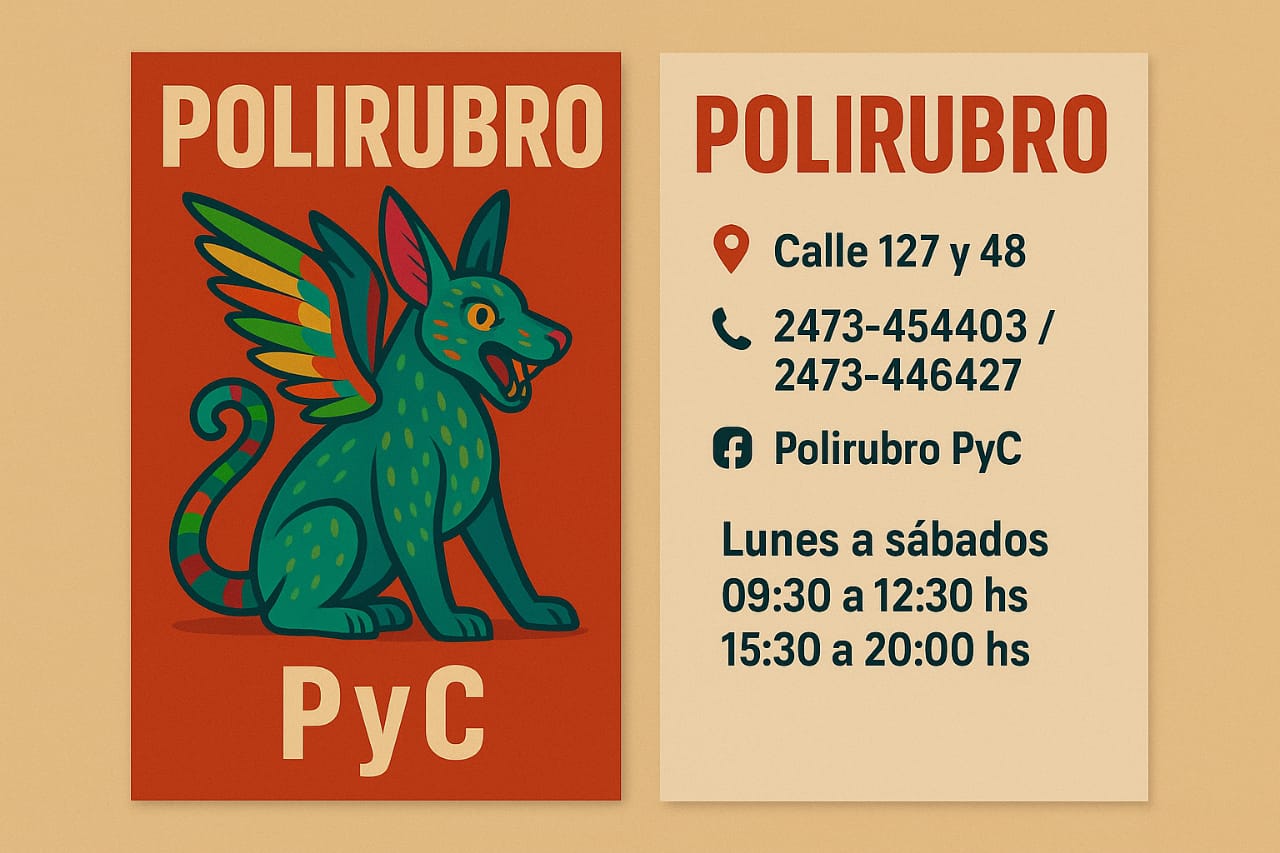 POLIRUBRO
PyC
POLIRUBRO
Calle 127 y 48
2473-454403 /
2473-446427
Polirubro PyC
Lunes a sábados
09:30 a 12:30 hs
15:30 a 20:00 hs